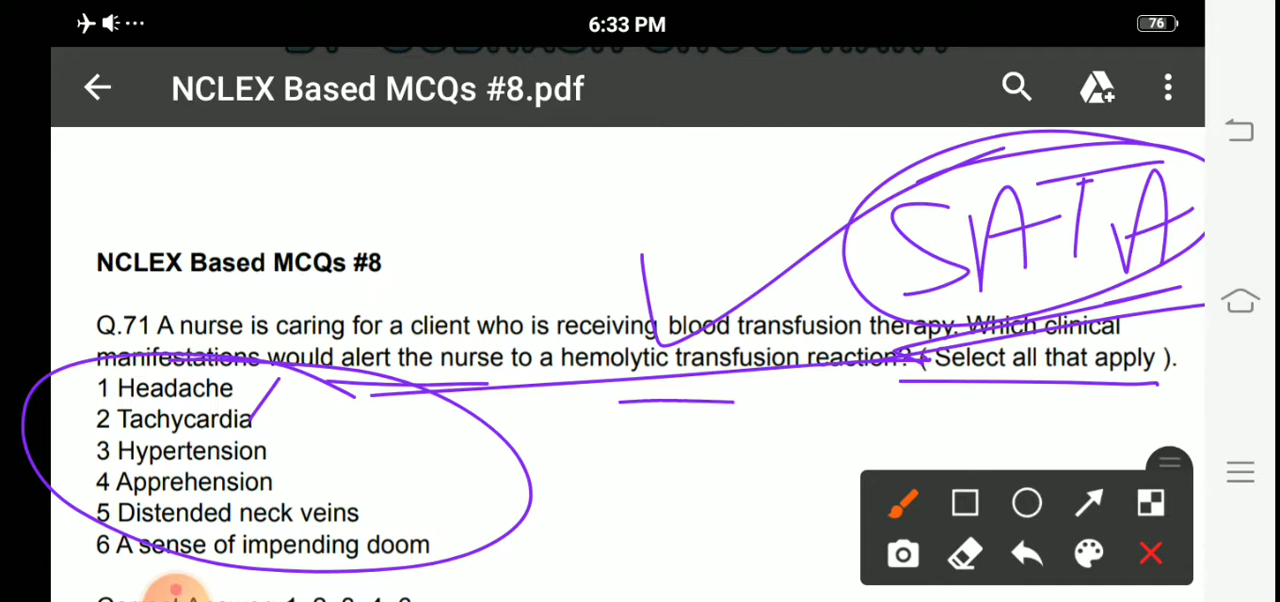 6:33 PM
76
NCLEX Based MCQs #8.pdf
SATA
NCLEX Based MCQs #8
Q.71 A nurse is caring for a client who is receiving blood transfusion therapy. Which clinical
manifestations would alert the nurse to a hemolytic transfusion reaction? ( Select all that apply ).
1 Headache
2 Tachycardia
3 Hypertension
4 Apprehension
5 Distended neck veins
6 A sense of impending doom